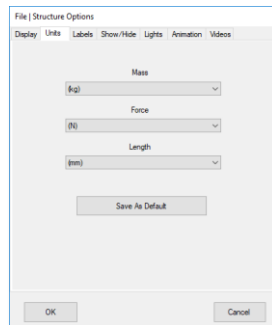 File | Structure Options
Display Units Labels Show/Hide Lights Animation Videos
Mass
(kg)
Force
(N)
Length
(mm)
Save As Default
OK Cancel